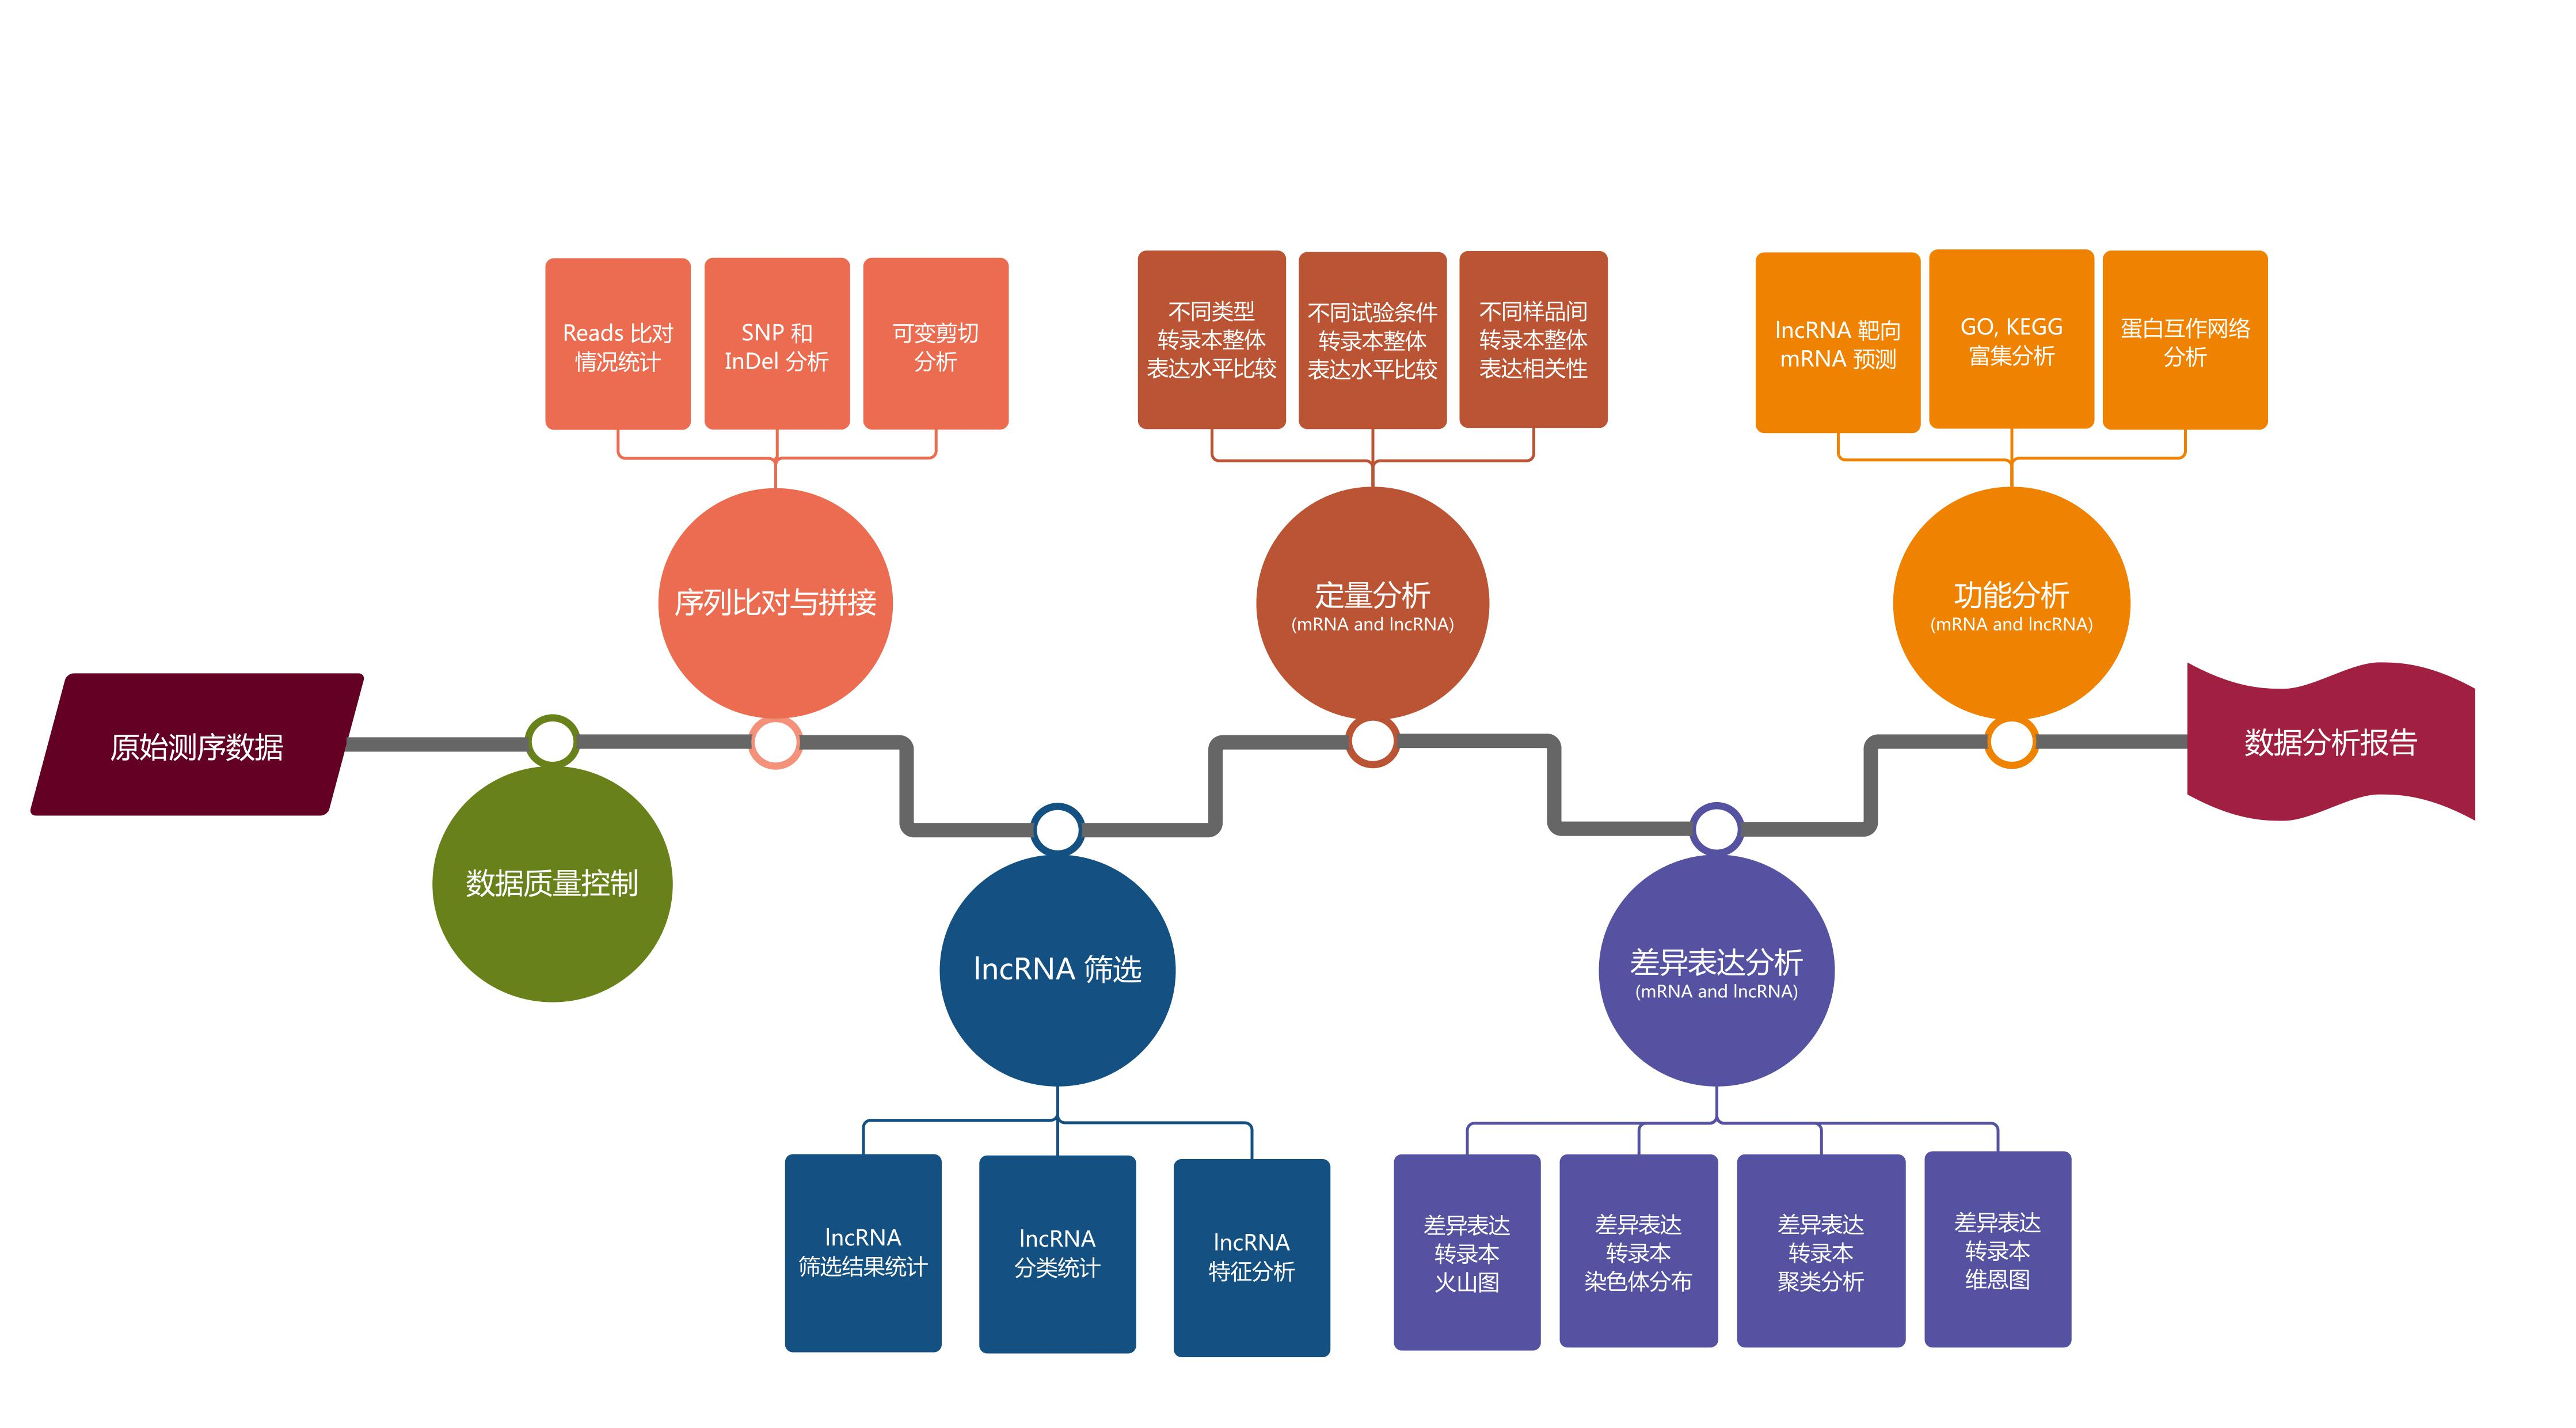 Reads 比对
情况统计
SNP 和
InDel 分析
可变剪切
分析
不同类型
转录本整体
表达水平比较
不同试验条件
转录本整体
表达水平比较
不同样品间
转录本整体
表达相关性
lncRNA 靶向
mRNA 预测
GO, KEGG
富集分析
蛋白互作网络
分析
序列比对与拼接
定量分析
(mRNA and lncRNA)
功能分析
(mRNA and lncRNA)
原始测序数据
数据分析报告
数据质量控制
lncRNA 筛选
差异表达分析
(mRNA and lncRNA)
lncRNA
筛选结果统计
lncRNA
分类统计
lncRNA
特征分析
差异表达
转录本
火山图
差异表达
转录本
染色体分布
差异表达
转录本
聚类分析
差异表达
转录本
维恩图